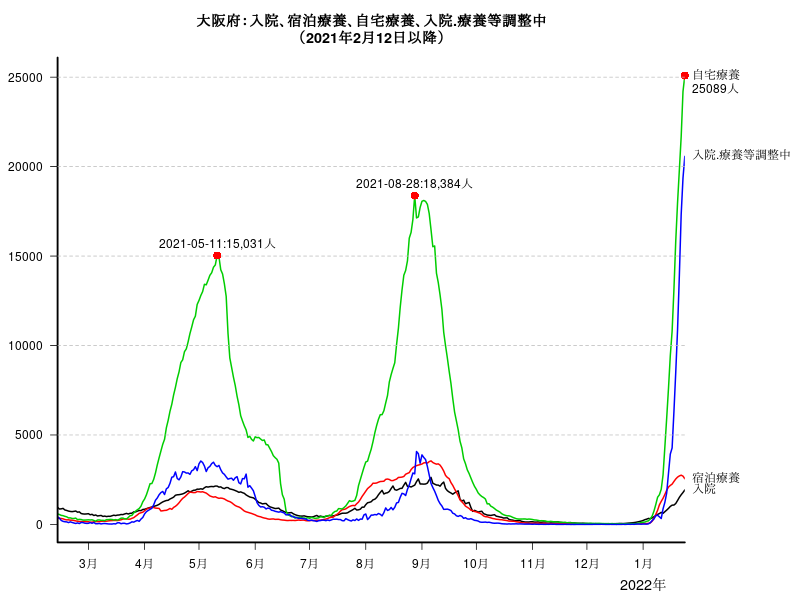 大阪府：入院、宿泊療養、自宅療養、入院.療養等調整中
（2021年2月12日以降）
25000
20000
15000
10000
5000
0
自宅療養
25089人
入院.療養等調整中
2021-08-28:18,384人
2021-05-11:15,031人
宿泊療養
入院
3月 4月 5月 6月 7月 8月 9月 10月 11月 12月 1月
2022年